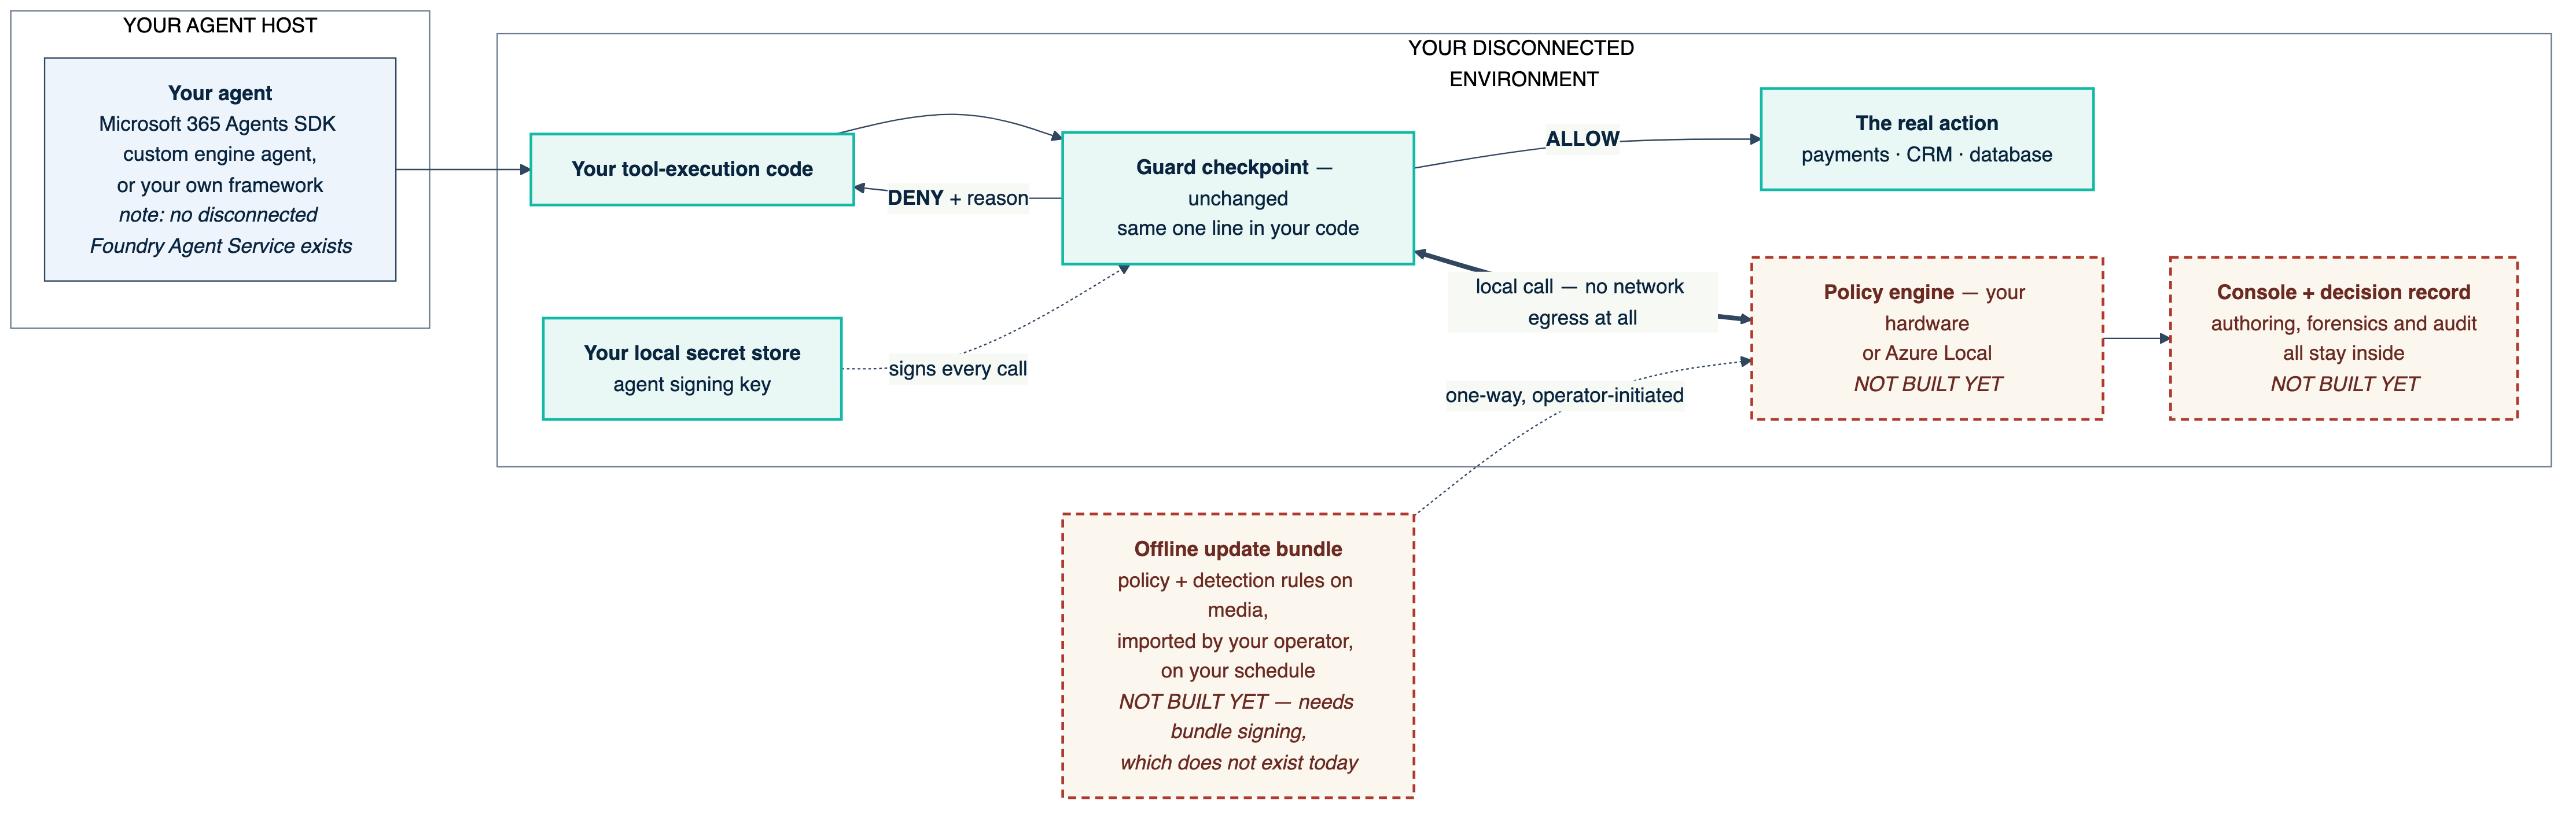 YOUR AGENT HOST
Your agent
Microsoft 365 Agents SDK
custom engine agent,
or your own framework
note: no disconnected
Foundry Agent Service exists
YOUR DISCONNECTED
ENVIRONMENT
Your tool-execution code
DENY + reason
Guard checkpoint —
unchanged
same one line in your code
ALLOW
The real action
payments · CRM · database
Your local secret store
agent signing key
signs every call
local call — no network
egress at all
one-way, operator-initiated
Policy engine — your
hardware
or Azure Local
NOT BUILT YET
Console + decision record
authoring, forensics and audit
all stay inside
NOT BUILT YET
Offline update bundle
policy + detection rules on
media,
imported by your operator,
on your schedule
NOT BUILT YET — needs
bundle signing,
which does not exist today